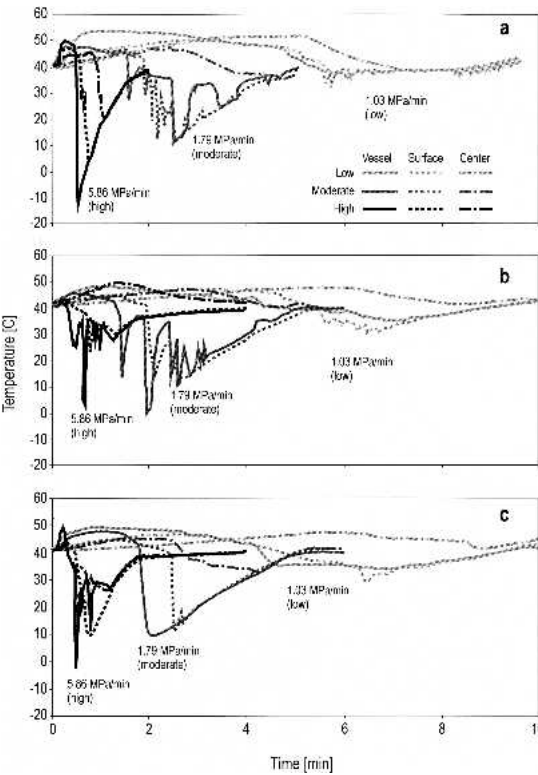 60
a
50
40
30
20
10
0
-10
-20
1.03 MPa/min
(low)
1.79 MPa/min
(moderate)
5.86 MPa/min
(high)
Vessel Surface Center
Low
Moderate
High
60
b
50
40
30
20
10
0
-10
-20
1.03 MPa/min
(low)
1.79 MPa/min
(moderate)
5.86 MPa/min
(high)
Temperature [C]
60
c
50
40
30
20
10
0
-10
-20
1.03 MPa/min
(low)
1.79 MPa/min
(moderate)
5.86 MPa/min
(high)
0 2 4 6 8 10
Time [min]